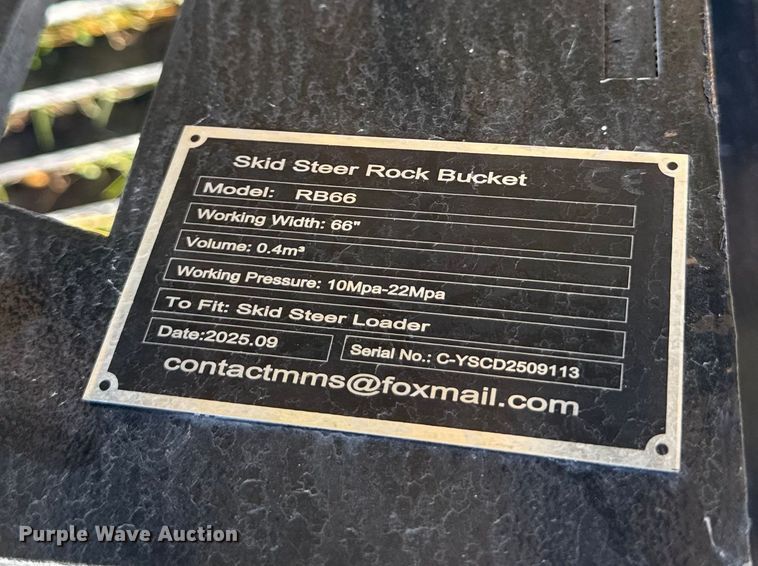 Skid Steer Rock Bucket
Model: RB66
Working Width: 66"
Volume: 0.4m³
Working Pressure: 10Mpa-22Mpa
To Fit: Skid Steer Loader
Date:2025.09 Serial No.: C-YSCD2509113
contactmms@foxmail.com
Purple Wave Auction